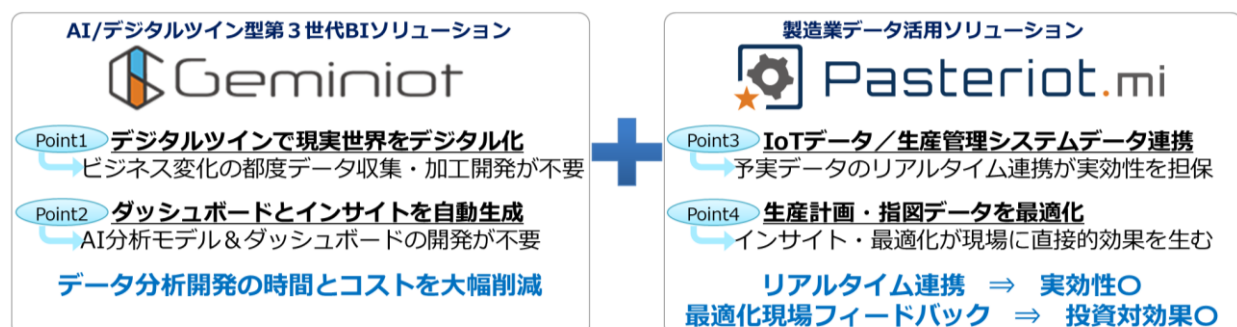 AI/デジタルツイン型第３世代BIソリューション
Geminiot
Point1 デジタルツインで現実世界をデジタル化
ビジネス変化の都度データ収集・加工開発が不要
Point2 ダッシュボードとインサイトを自動生成
AI分析モデル＆ダッシュボードの開発が不要
データ分析開発の時間とコストを大幅削減
製造業データ活用ソリューション
Pasteriot.mi
Point3 IoTデータ／生産管理システムデータ連携
予実データのリアルタイム連携が実効性を担保
Point4 生産計画・指図データを最適化
インサイト・最適化が現場に直接的効果を生む
リアルタイム連携 ⇒ 実効性〇
最適化現場フィードバック ⇒ 投資対効果〇